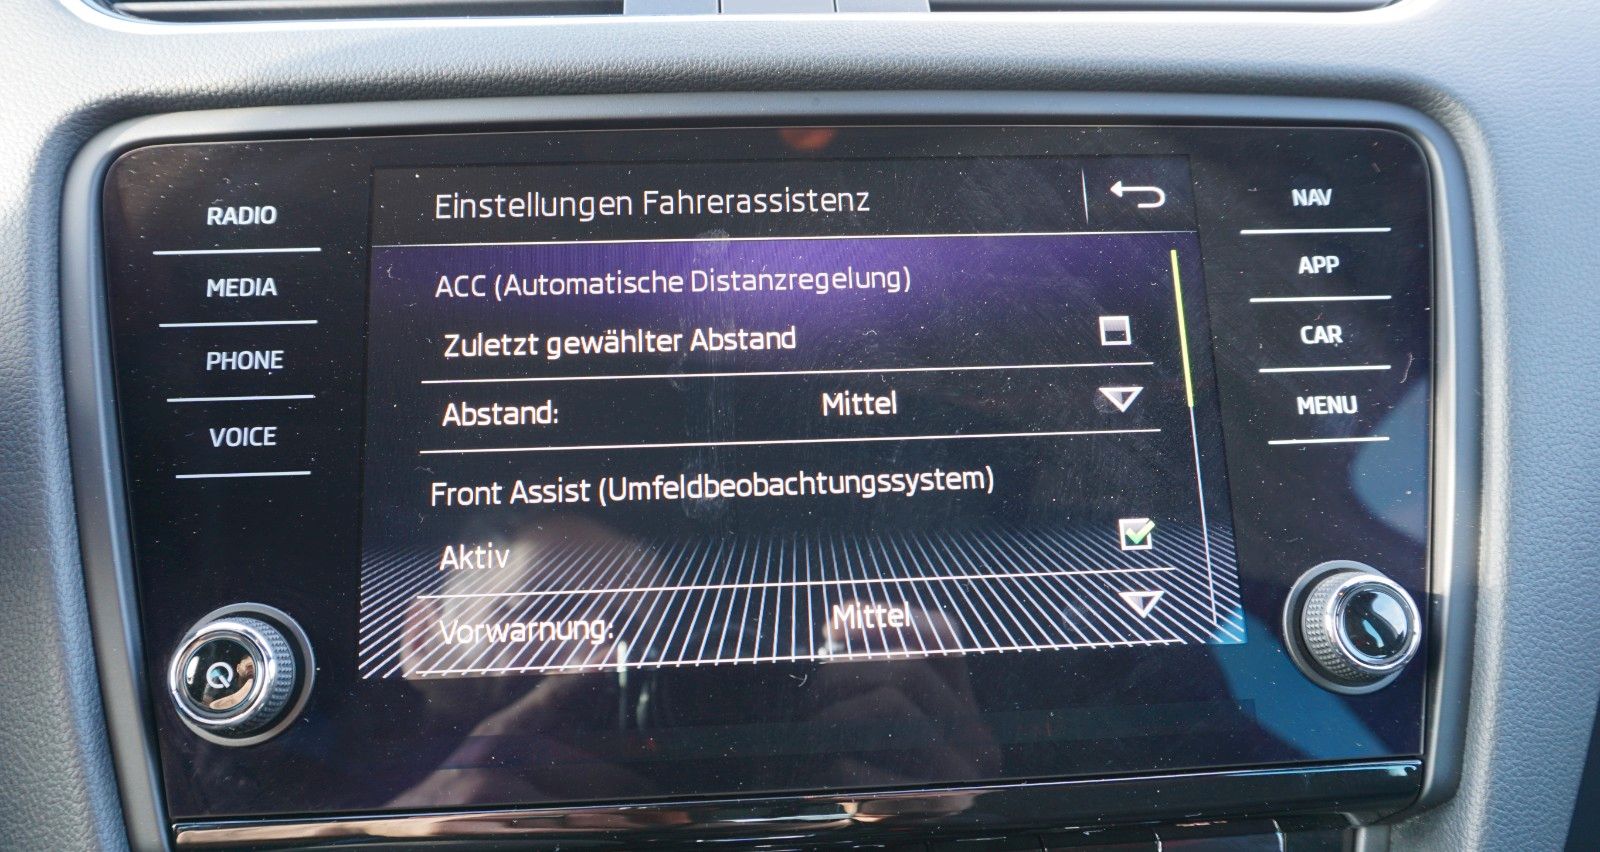 Einstellungen Fahrerassistenz
ACC (Automatische Distanzregelung)
Zuletzt gewählter Abstand
Abstand: Mittel
Front Assist (Umfeldbeobachtungssystem)
Aktiv
Vorwarnung: Mittel
RADIO
MEDIA
PHONE
VOICE
NAV
APP
CAR
MENU